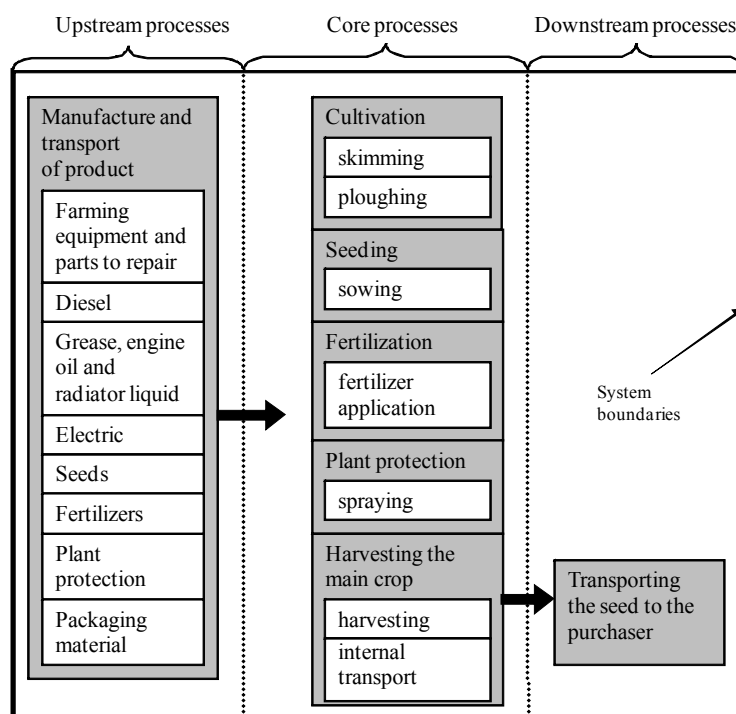 Upstream processes
Core processes
Downstream processes
Manufacture and
transport
of product
Farming
equipment and
parts to repair
Diesel
Grease, engine
oil and
radiator liquid
Electric
Seeds
Fertilizers
Plant
protection
Packaging
material
Cultivation
skimming
ploughing
Seeding
sowing
Fertilization
fertilizer
application
Plant protection
spraying
Harvesting the
main crop
harvesting
internal
transport
System
boundaries
Transporting
the seed to the
purchaser